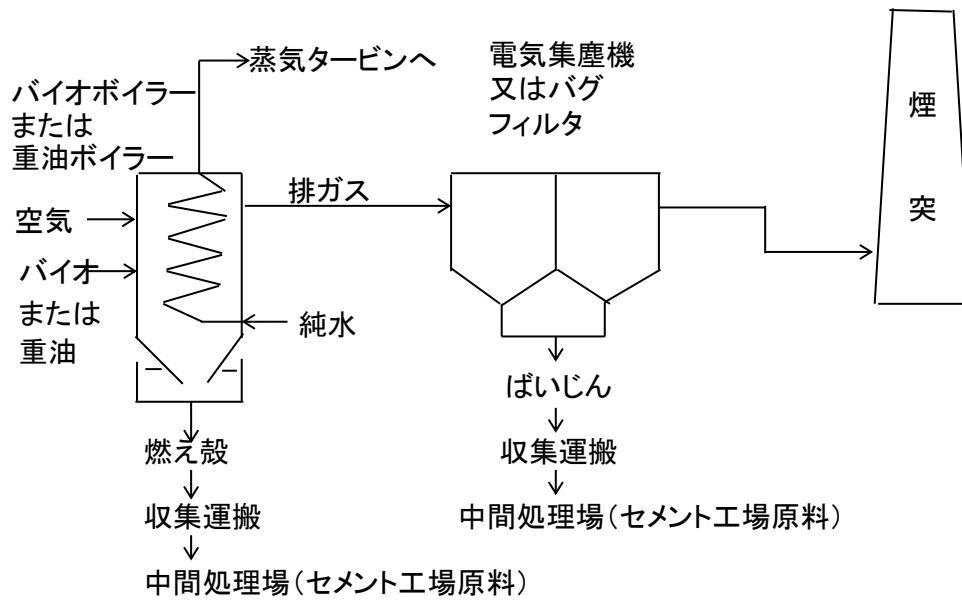 蒸気タービンへ
電気集塵機
又はバグ
フィルタ
バイオボイラー
または
重油ボイラー
煙
突
排ガス
空気
バイオ
または
重油
純水
ばいじん
収集運搬
中間処理場（セメント工場原料）
燃え殻
収集運搬
中間処理場（セメント工場原料）